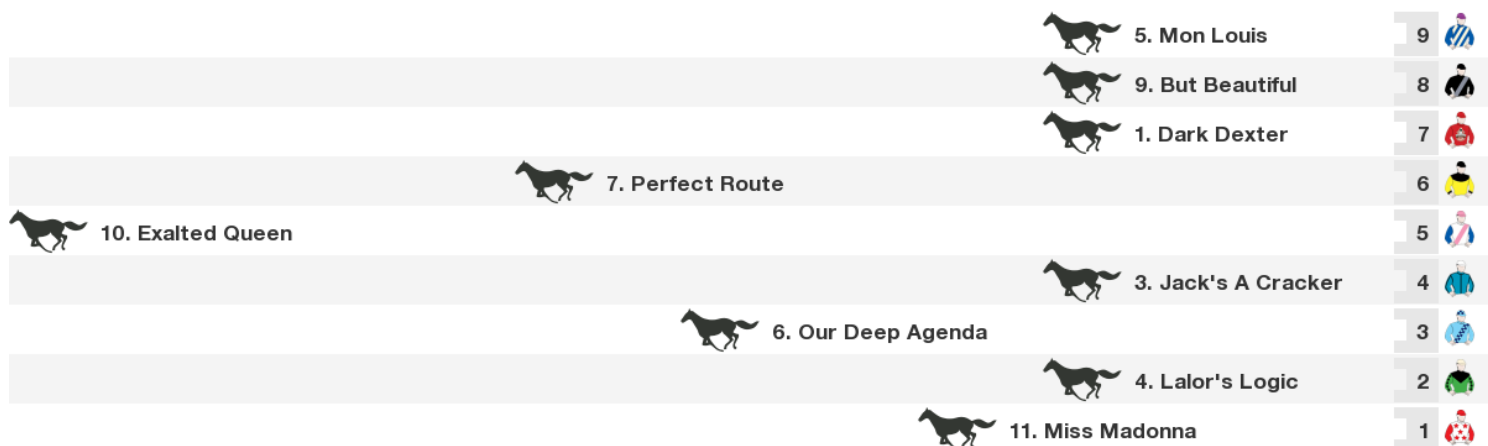 5. Mon Louis 9
9. But Beautiful 8
1. Dark Dexter 7
7. Perfect Route 6
10. Exalted Queen 5
3. Jack's A Cracker 4
6. Our Deep Agenda 3
4. Lalor's Logic 2
11. Miss Madonna 1